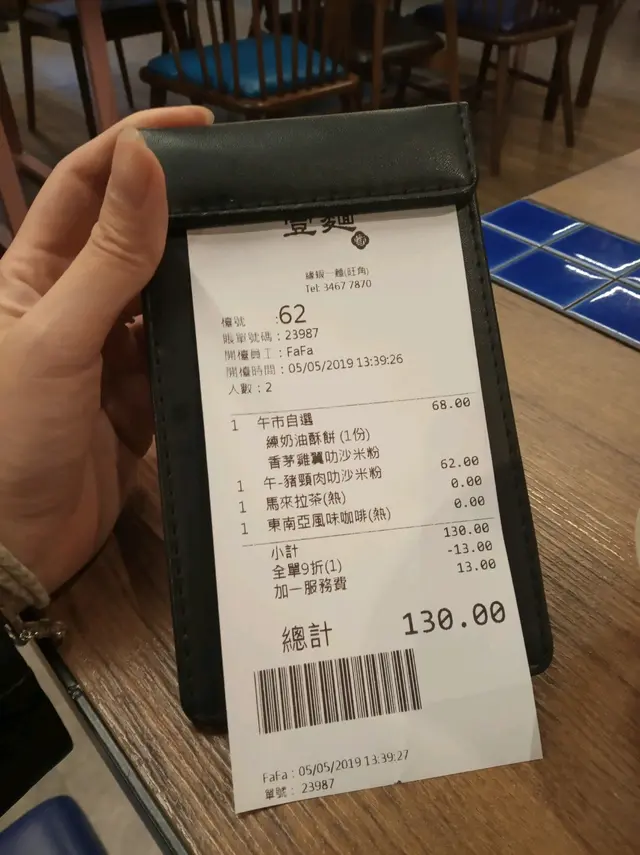 壹麵
緣鍛一麵(旺角)
Tel: 3467 7870
檯號 :62
賬單號碼 : 23987
開檯員工 : FaFa
開檯時間 : 05/05/2019 13:39:26
人數 : 2
1 午市自選 68.00
練奶油酥餅 (1份)
香茅雞翼叻沙米粉
1 午-豬頸肉叻沙米粉 62.00
1 馬來拉茶(熱) 0.00
1 東南亞風味咖啡(熱) 0.00
小計 130.00
全單9折(1) -13.00
加一服務費 13.00
總計 130.00
FaFa : 05/05/2019 13:39:27
單號 : 23987